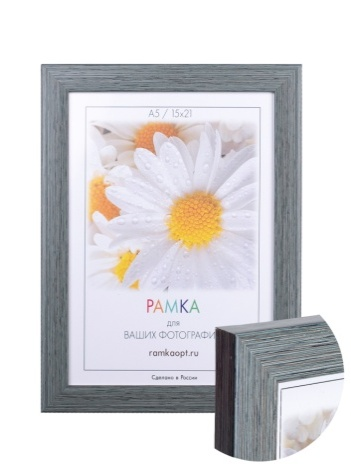 A5 / 15x21
РАМКА
для
ВАШИХ ФОТОГРАФИ
ramkaopt.ru
Сделано в России